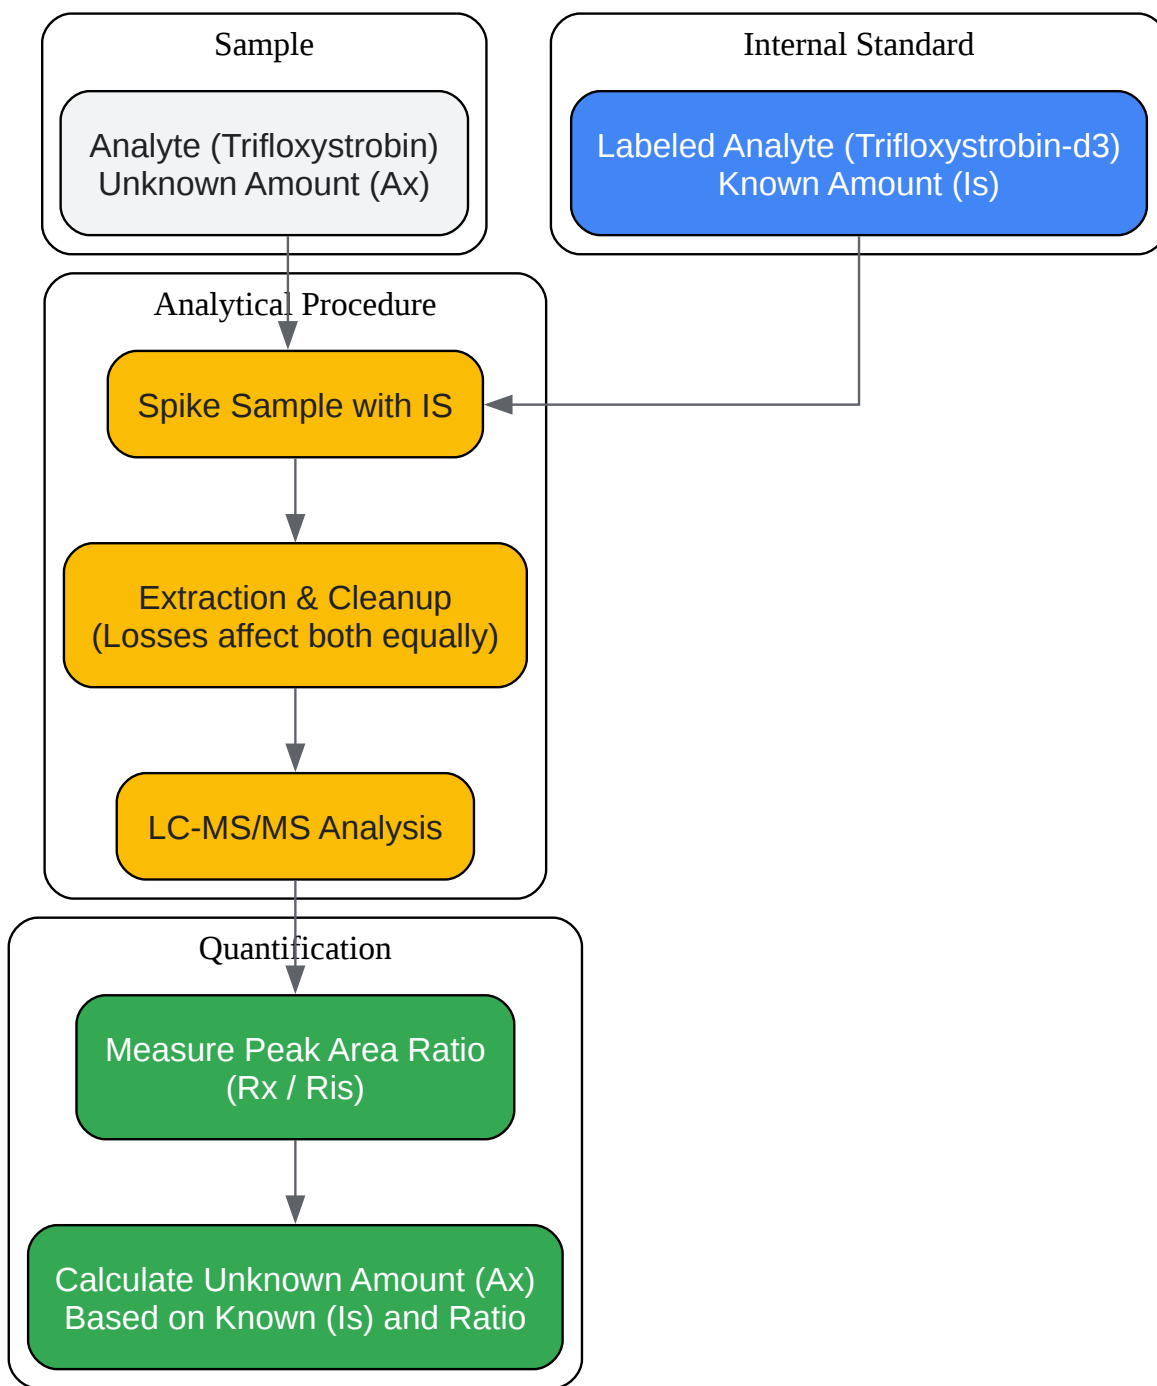 Sample
Analyte (Trifloxystrobin)
Unknown Amount (Ax)
Internal Standard
Labeled Analyte (Trifloxystrobin-d3)
Known Amount (Is)
Analytical Procedure
Spike Sample with IS
Extraction & Cleanup
(Losses affect both equally)
LC-MS/MS Analysis
Quantification
Measure Peak Area Ratio
(Rx / Ris)
Calculate Unknown Amount (Ax)
Based on Known (Is) and Ratio